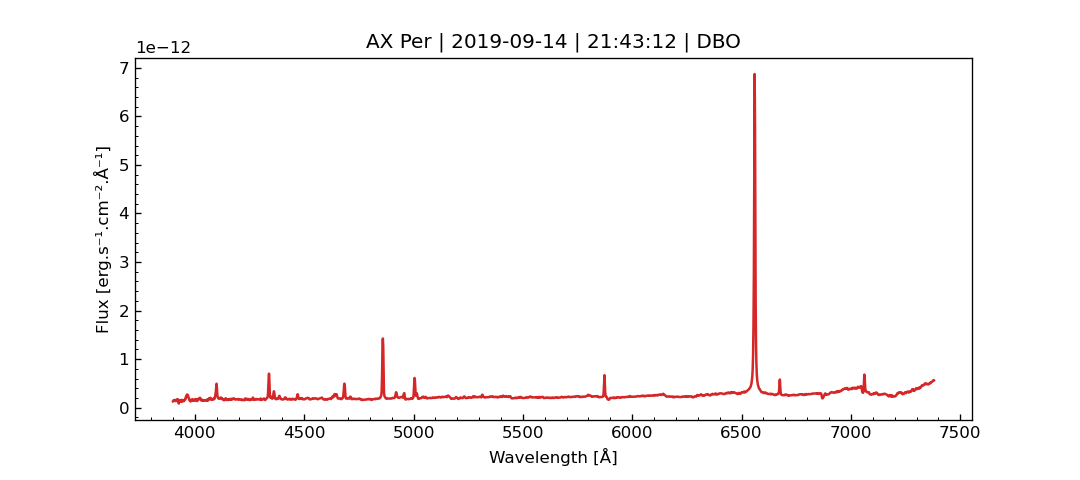 AX Per | 2019-09-14 | 21:43:12 | DBO
1e−12
7
6
5
4
3
2
1
0
Flux [erg.s⁻¹.cm⁻².Å⁻¹]
4000 4500 5000 5500 6000 6500 7000 7500
Wavelength [Å]